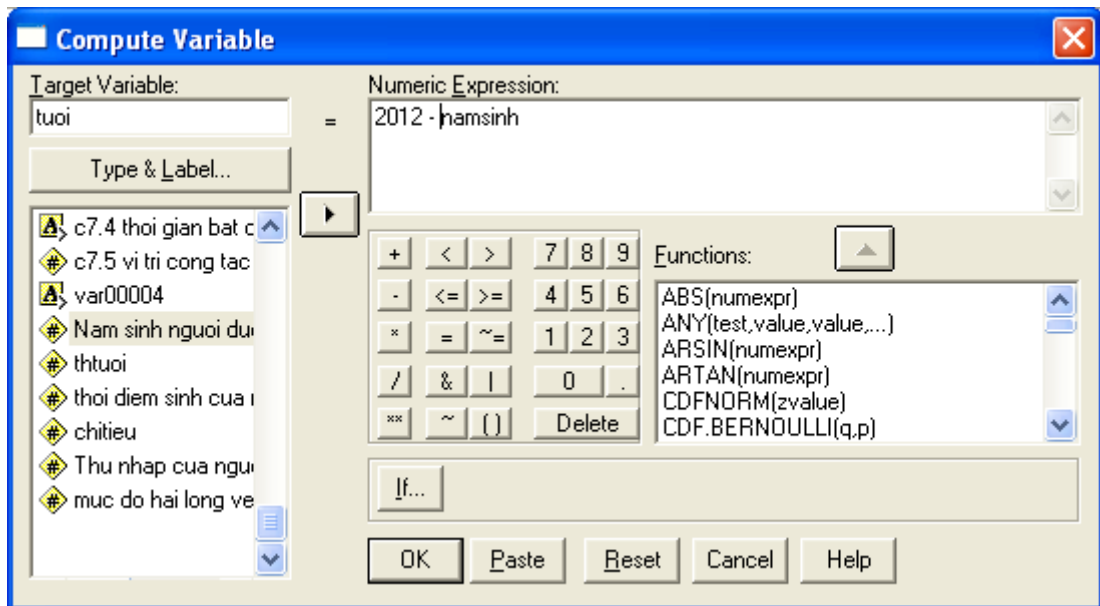 Compute Variable
Target Variable:
tuoi
=
Numeric Expression:
2012 - namsinh
Type & Label...
c7.4 thoi gian bat c
c7.5 vi tri cong tac
var00004
Nam sinh nguoi du
thtuoi
thoi diem sinh cua
chitieu
Thu nhap cua ngu
muc do hai long ve
+ < > 7 8 9
- <= >= 4 5 6
* = ~= 1 2 3
/ & | 0 .
** ~ ( ) Delete
Functions:
ABS(numexpr)
ANY(test,value,value,...)
ARSIN(numexpr)
ARTAN(numexpr)
CDFNORM(zvalue)
CDF.BERNOULLI(q,p)
If...
OK Paste Reset Cancel Help